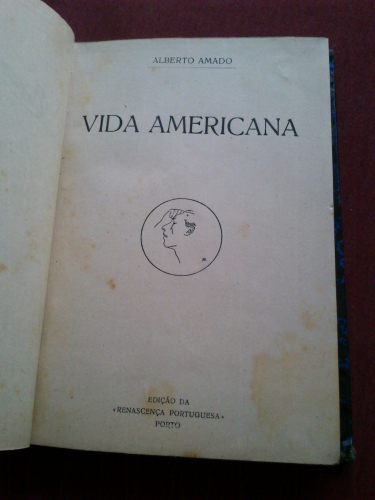 ALBERTO AMADO
VIDA AMERICANA
EDIÇÃO DA
«RENASCENÇA PORTUGUESA»
PORTO